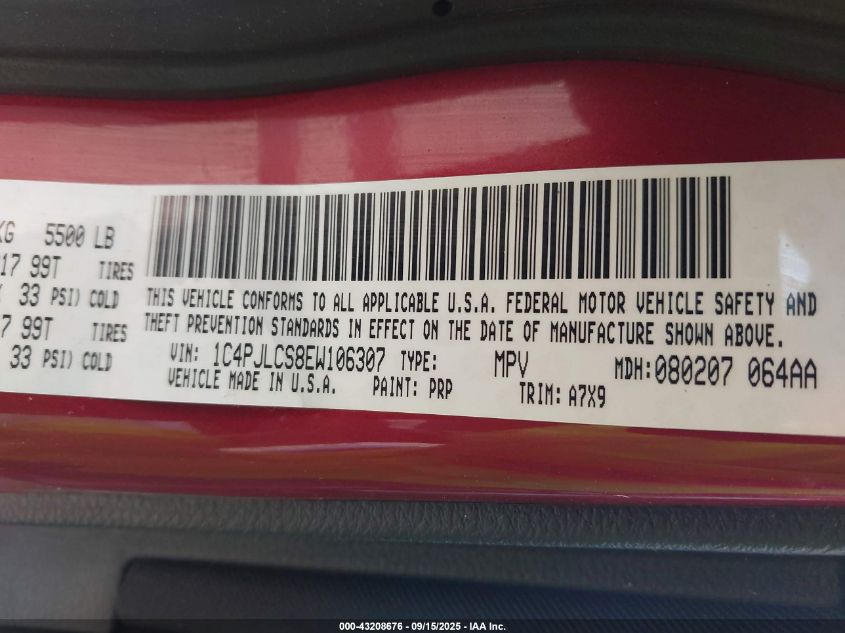 KG 5500 LB
17 99T TIRES
33 PSI) COLD
7 99T TIRES
33 PSI) COLD
THIS VEHICLE CONFORMS TO ALL APPLICABLE U.S.A. FEDERAL MOTOR VEHICLE SAFETY AND
THEFT PREVENTION STANDARDS IN EFFECT ON THE DATE OF MANUFACTURE SHOWN ABOVE.
VIN: 1C4PJLCS8EW106307 TYPE: MPV MDH:080207 064AA
VEHICLE MADE IN U.S.A. PAINT: PRP TRIM: A7X9
000-43208676 - 09/15/2025 - IAA Inc.